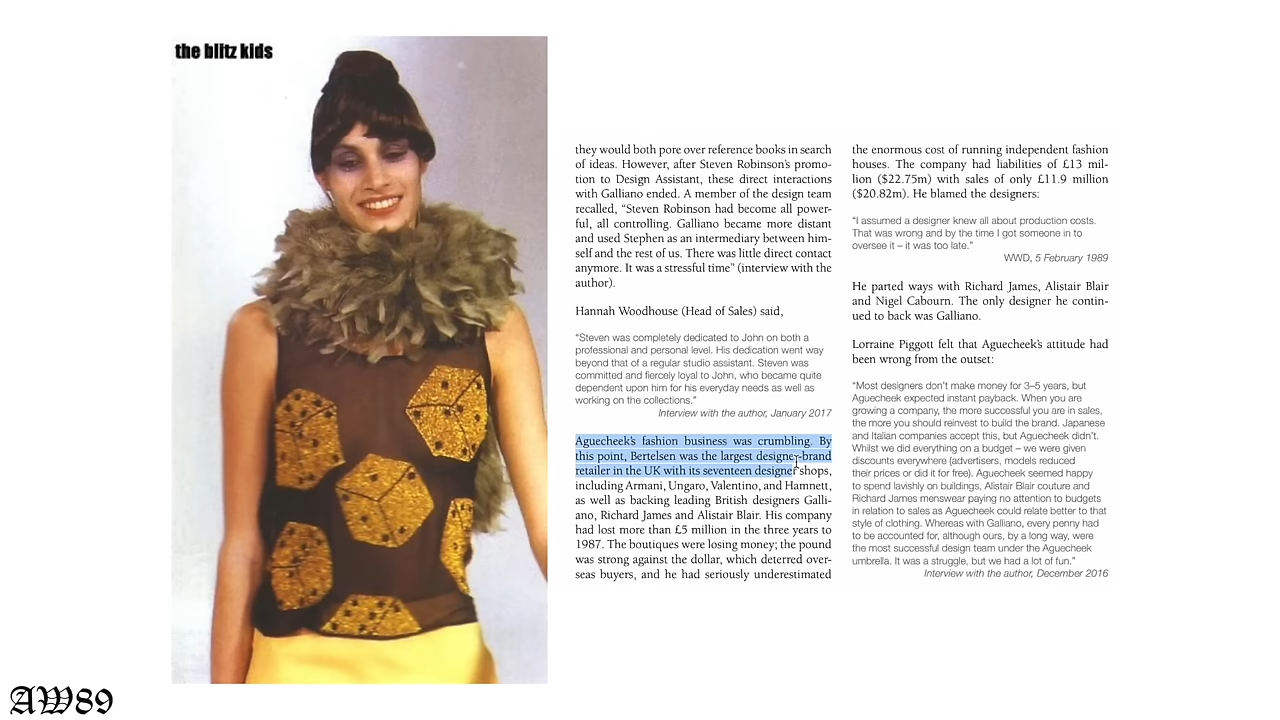 the blitz kids
they would both pore over reference books in search
of ideas. However, after Steven Robinson's promo-
tion to Design Assistant, these direct interactions
with Galliano ended. A member of the design team
recalled, “Steven Robinson had become all power-
ful, all controlling. Galliano became more distant
and used Stephen as an intermediary between him-
self and the rest of us. There was little direct contact
anymore. It was a stressful time” (interview with the
author).
Hannah Woodhouse (Head of Sales) said,
“Steven was completely dedicated to John on both a
professional and personal level. His dedication went way
beyond that of a regular studio assistant. Steven was
committed and fiercely loyal to John, who became quite
dependent upon him for his everyday needs as well as
working on the collections.”
Interview with the author, January 2017
Aguecheek's fashion business was crumbling. By
this point, Bertelsen was the largest designer-brand
retailer in the UK with its seventeen designer shops,
including Armani, Ungaro, Valentino, and Hamnett,
as well as backing leading British designers Galli-
ano, Richard James and Alistair Blair. His company
had lost more than £5 million in the three years to
1987. The boutiques were losing money; the pound
was strong against the dollar, which deterred over-
seas buyers, and he had seriously underestimated
the enormous cost of running independent fashion
houses. The company had liabilities of £13 mil-
lion ($22.75m) with sales of only £11.9 million
($20.82m). He blamed the designers:
“I assumed a designer knew all about production costs.
That was wrong and by the time I got someone in to
oversee it – it was too late.”
WWD, 5 February 1989
He parted ways with Richard James, Alistair Blair
and Nigel Cabourn. The only designer he contin-
ued to back was Galliano.
Lorraine Piggott felt that Aguecheek's attitude had
been wrong from the outset:
“Most designers don't make money for 3–5 years, but
Aguecheek expected instant payback. When you are
growing a company, the more successful you are in sales,
the more you should reinvest to build the brand. Japanese
and Italian companies accept this, but Aguecheek didn't.
Whilst we did everything on a budget – we were given
discounts everywhere (advertisers, models reduced
their prices or did it for free). Aguecheek seemed happy
to spend lavishly on buildings, Alistair Blair couture and
Richard James menswear paying no attention to budgets
in relation to sales as Aguecheek could relate better to that
style of clothing. Whereas with Galliano, every penny had
to be accounted for, although ours, by a long way, were
the most successful design team under the Aguecheek
umbrella. It was a struggle, but we had a lot of fun.”
Interview with the author, December 2016
AW89